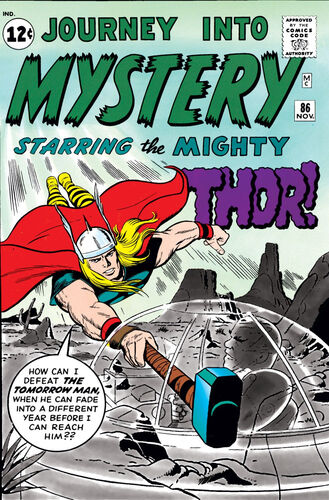 IND.
12¢
JOURNEY INTO
MYSTERY
APPROVED
BY THE
COMICS
CODE
AUTHORITY
MC
86
NOV.
STARRING the MIGHTY
THOR!
HOW CAN I
DEFEAT THE
TOMORROW MAN,
WHEN HE CAN FADE
INTO A DIFFERENT
YEAR BEFORE I
CAN REACH
HIM??